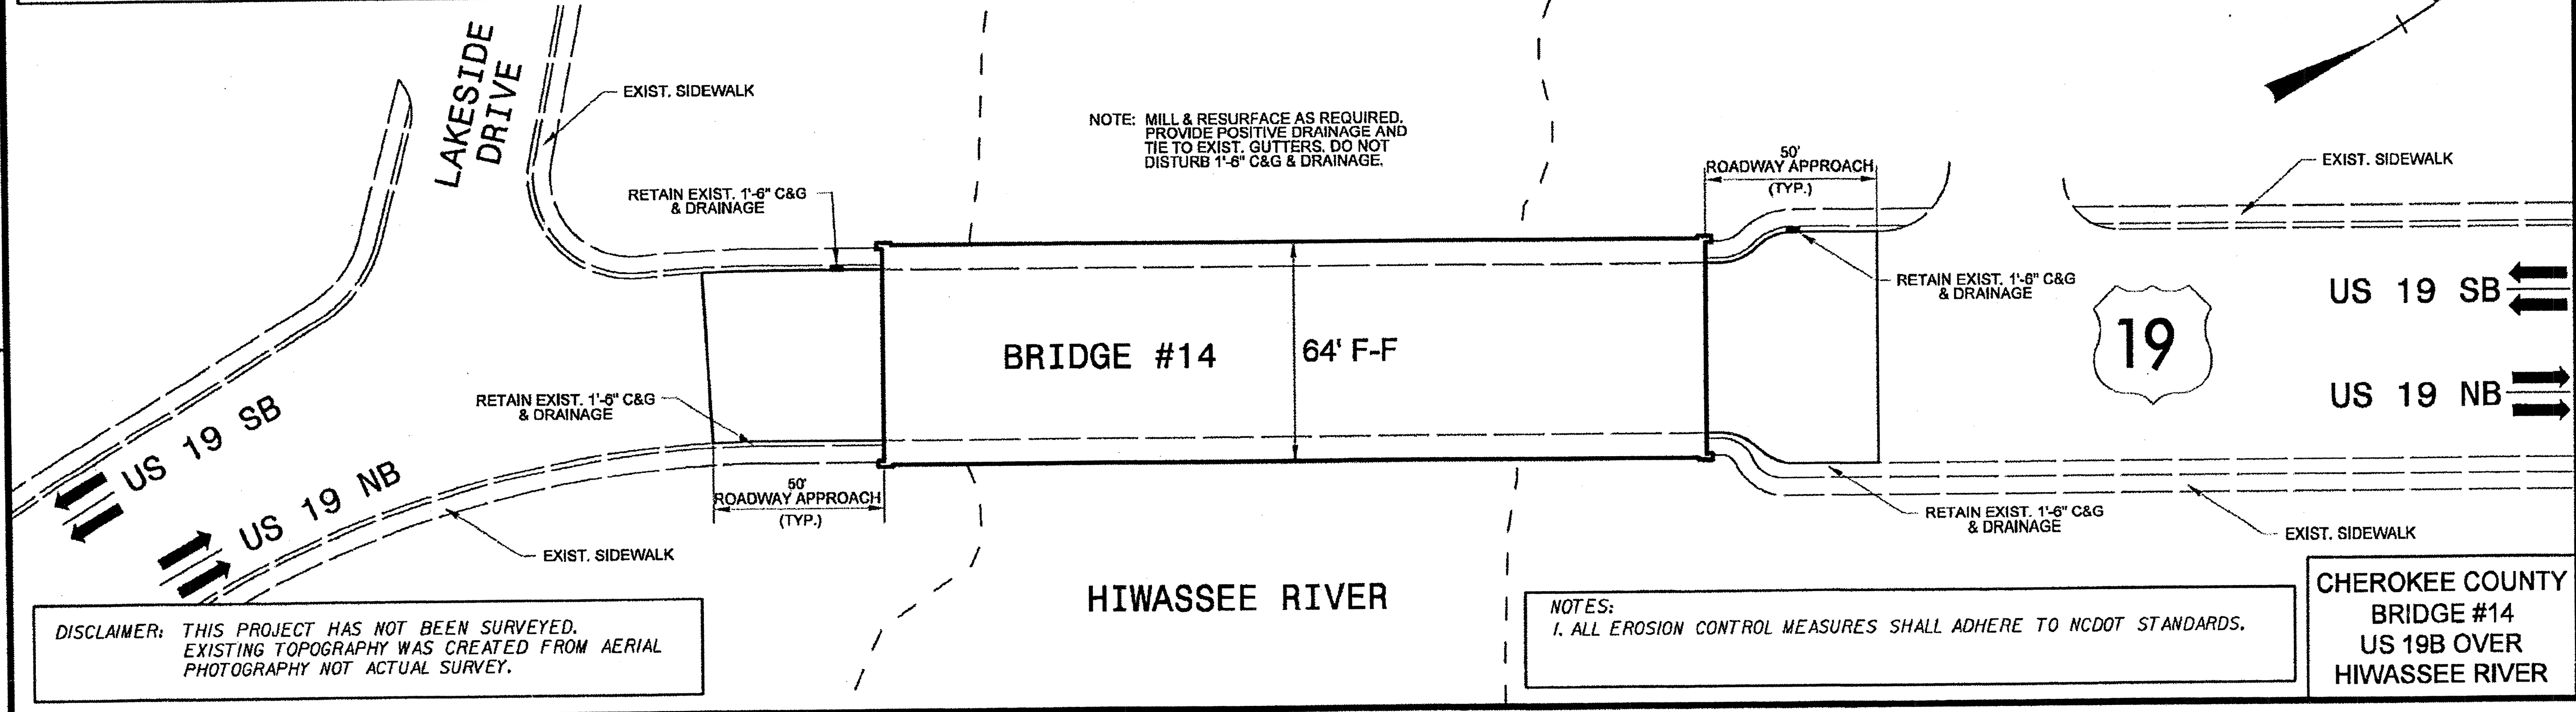 LAKESIDE
DRIVE
EXIST. SIDEWALK
NOTE: MILL & RESURFACE AS REQUIRED.
PROVIDE POSITIVE DRAINAGE AND
TIE TO EXIST. GUTTERS. DO NOT
DISTURB 1'-6" C&G & DRAINAGE.
50'
ROADWAY APPROACH
(TYP.)
EXIST. SIDEWALK
RETAIN EXIST. 1'-6" C&G
& DRAINAGE
RETAIN EXIST. 1'-6" C&G
& DRAINAGE
US 19 SB
19
BRIDGE #14
64' F-F
US 19 NB
RETAIN EXIST. 1'-6" C&G
& DRAINAGE
US 19 SB
US 19 NB
50'
ROADWAY APPROACH
(TYP.)
RETAIN EXIST. 1'-6" C&G
& DRAINAGE
EXIST. SIDEWALK
EXIST. SIDEWALK
HIWASSEE RIVER
DISCLAIMER: THIS PROJECT HAS NOT BEEN SURVEYED.
EXISTING TOPOGRAPHY WAS CREATED FROM AERIAL
PHOTOGRAPHY NOT ACTUAL SURVEY.
NOTES:
1. ALL EROSION CONTROL MEASURES SHALL ADHERE TO NCDOT STANDARDS.
CHEROKEE COUNTY
BRIDGE #14
US 19B OVER
HIWASSEE RIVER